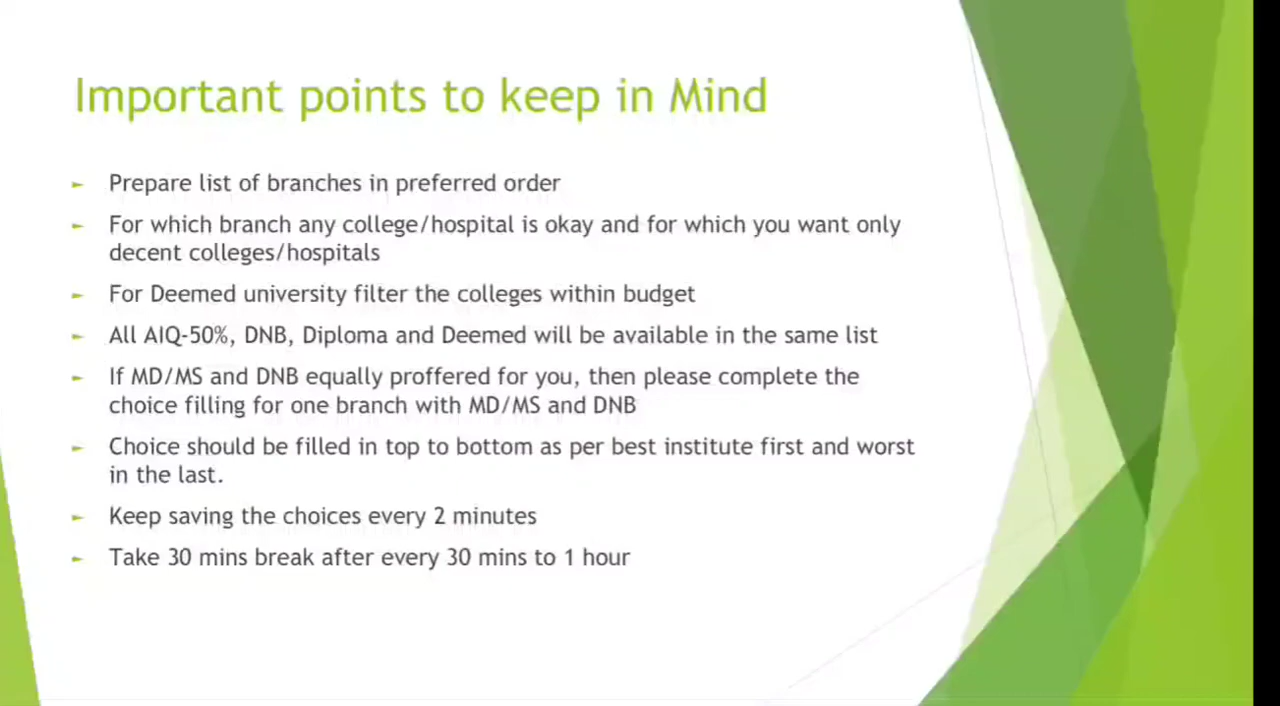 Important points to keep in Mind
Prepare list of branches in preferred order
For which branch any college/hospital is okay and for which you want only
decent colleges/hospitals
For Deemed university filter the colleges within budget
All AIQ-50%, DNB, Diploma and Deemed will be available in the same list
If MD/MS and DNB equally proffered for you, then please complete the
choice filling for one branch with MD/MS and DNB
Choice should be filled in top to bottom as per best institute first and worst
in the last.
Keep saving the choices every 2 minutes
Take 30 mins break after every 30 mins to 1 hour